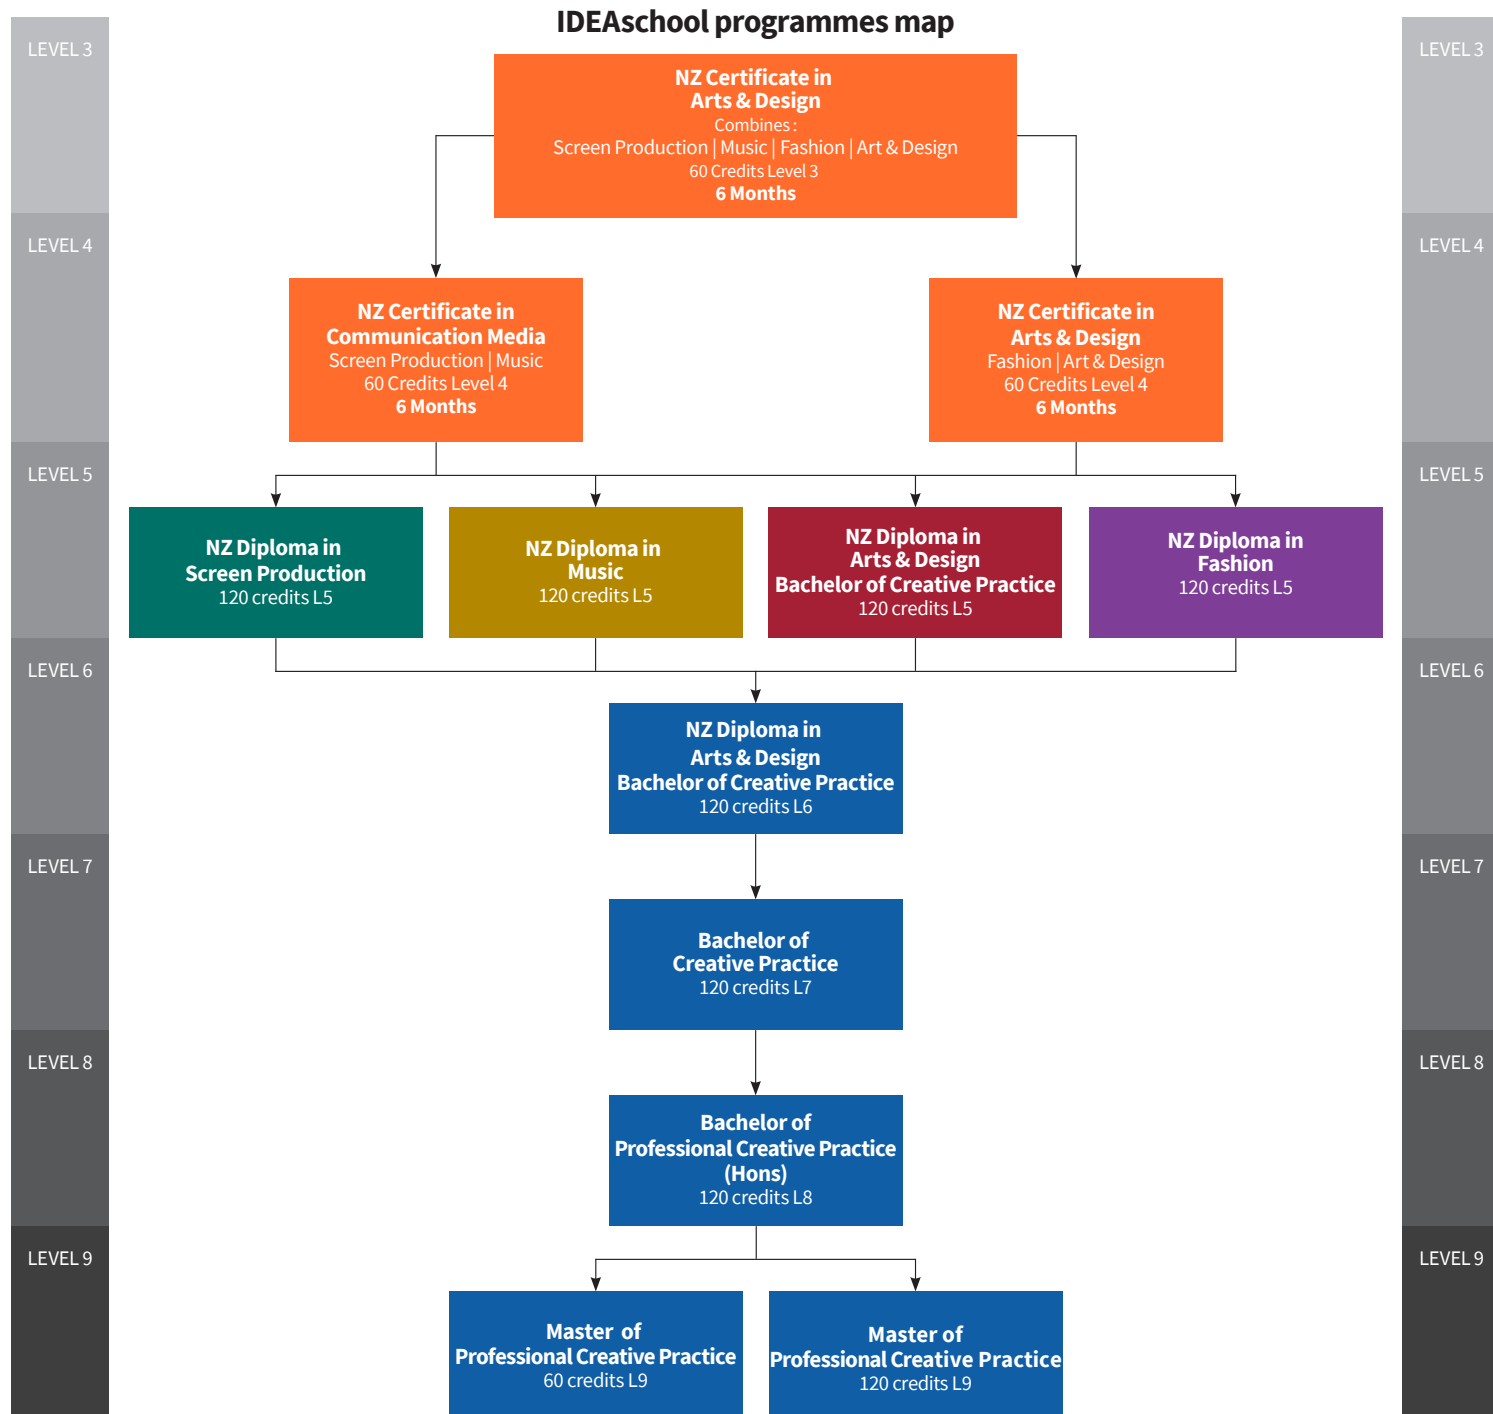 IDEAschool programmes map
LEVEL 3
LEVEL 3
NZ Certificate in
Arts & Design
Combines :
Screen Production | Music | Fashion | Art & Design
60 Credits Level 3
6 Months
LEVEL 4
LEVEL 4
NZ Certificate in
Communication Media
Screen Production | Music
60 Credits Level 4
6 Months
NZ Certificate in
Arts & Design
Fashion | Art & Design
60 Credits Level 4
6 Months
LEVEL 5
LEVEL 5
NZ Diploma in
Screen Production
120 credits L5
NZ Diploma in
Music
120 credits L5
NZ Diploma in
Arts & Design
Bachelor of Creative Practice
120 credits L5
NZ Diploma in
Fashion
120 credits L5
LEVEL 6
LEVEL 6
NZ Diploma in
Arts & Design
Bachelor of Creative Practice
120 credits L6
LEVEL 7
LEVEL 7
Bachelor of
Creative Practice
120 credits L7
LEVEL 8
LEVEL 8
Bachelor of
Professional Creative Practice
(Hons)
120 credits L8
LEVEL 9
LEVEL 9
Master of
Professional Creative Practice
60 credits L9
Master of
Professional Creative Practice
120 credits L9